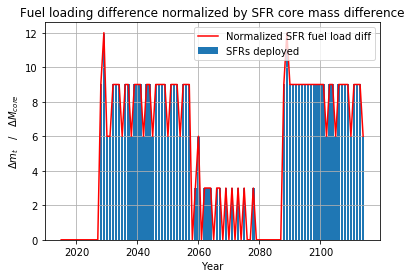 Fuel loading difference normalized by SFR core mass difference
Normalized SFR fuel load diff
SFRs deployed
12
10
8
6
4
2
0
Δm_t / ΔM_core
2020
2040
2060
2080
2100
Year